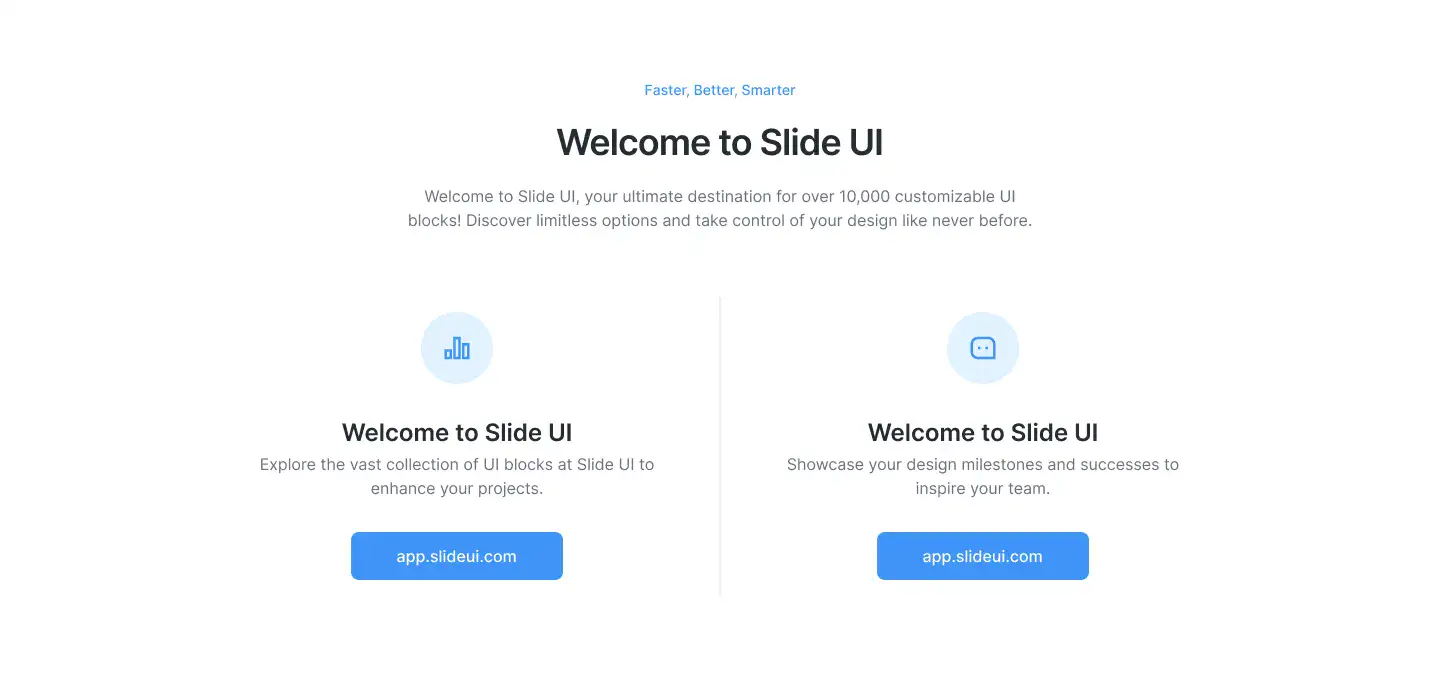 Faster, Better, Smarter
Welcome to Slide UI
Welcome to Slide UI, your ultimate destination for over 10,000 customizable UI
blocks! Discover limitless options and take control of your design like never before.
Welcome to Slide UI
Explore the vast collection of UI blocks at Slide UI to
enhance your projects.
app.slideui.com
Welcome to Slide UI
Showcase your design milestones and successes to
inspire your team.
app.slideui.com